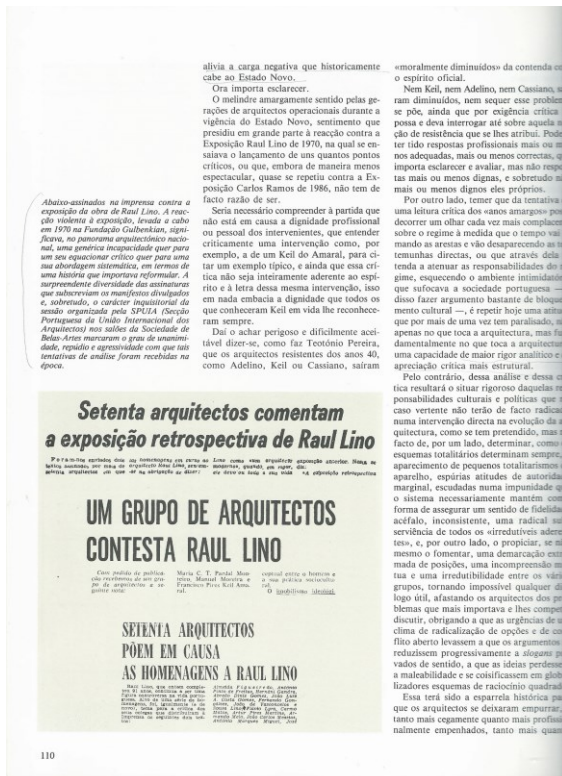 alivia a carga negativa que historicamente
cabe ao Estado Novo.
Ora importa esclarecer.
O melindre amargamente sentido pelas ge-
rações de arquitectos operacionais durante a
vigência do Estado Novo, sentimento que
presidiu em grande parte à reacção contra a
Exposição Raul Lino de 1970, na qual se en-
saiava o lançamento de uns quantos pontos
críticos, ou que, embora de maneira menos
espectacular, quase se repetiu contra a Ex-
posição Carlos Ramos de 1986, não tem de
facto razão de ser.
Seria necessário compreender à partida que
não está em causa a dignidade profissional
ou pessoal dos intervenientes, que entender
criticamente uma intervenção como, por
exemplo, a de um Keil do Amaral, para ci-
tar um exemplo típico, e ainda que essa crí-
tica não seja inteiramente aderente ao espí-
rito e à letra dessa mesma intervenção, isso
em nada embacia a dignidade que todos os
que conheceram Keil em vida lhe reconhece-
ram sempre.
Daí o achar perigoso e dificilmente acei-
tável dizer-se, como faz Teotónio Pereira,
que os arquitectos resistentes dos anos 40,
como Adelino, Keil ou Cassiano, saíram
«moralmente diminuídos» da contenda
o espírito oficial.
Nem Keil, nem Adelino, nem Cassiano,
ram diminuídos, nem sequer esse
se põe, ainda que por exigência crítica
possa e deva interrogar até sobre aquela
ção de resistência que se lhes atribui.
ter tido respostas profissionais mais ou
nos adequadas, mais ou menos correctas,
importa esclarecer e avaliar, mas não
tas mais ou menos dignas, e sobretudo
mais ou menos dignos eles próprios.
Por outro lado, temer que da tentativa
uma leitura crítica dos «anos amargos»
decorrer um olhar cada vez mais
sobre o regime à medida que o tempo vai
mando as arestas e vão desaparecendo as
temunhas directas, ou que através dela
tenda a atenuar as responsabilidades do
gime, esquecendo o ambiente
que sufocava a sociedade portuguesa —
disso fazer argumento bastante de
mento cultural —, é repetir hoje uma
que por mais de uma vez tem paralisado,
apenas no que toca a arquitectura, mas
damentalmente no que toca a
uma capacidade de maior rigor analítico e
apreciação crítica mais estrutural.
Pelo contrário, dessa análise e dessa
tica resultará o situar rigoroso daquelas
ponsabilidades culturais e políticas que
caso vertente não terão de facto
numa intervenção directa na evolução da
quitectura, como se tem pretendido, mas
facto de, por um lado, determinar, como
esquemas totalitários determinam sempre,
aparecimento de pequenos totalitarismos
aparelho, espúrias atitudes de
marginal, escudadas numa impunidade
o sistema necessariamente mantém
forma de assegurar um sentido de
acéfalo, inconsistente, uma radical
serviência de todos os «irredutíveis
tes», e, por outro lado, o propiciar, se
mesmo o fomentar, uma demarcação
mada de posições, uma incompreensão
tua e uma irredutibilidade entre os
grupos, tornando impossível qualquer
logo útil, afastando os arquitectos dos
blemas que mais importava e lhes
discutir, obrigando a que as urgências de
clima de radicalização de opções e de
flito aberto levassem a que os argumentos
reduzissem progressivamente a slogans
vados de sentido, a que as ideias
a maleabilidade e se coisificassem em
lizadores esquemas de raciocínio
Essa terá sido a esparrela histórica
que os arquitectos se deixaram empurrar,
tanto mais cegamente quanto mais
nalmente empenhados, tanto mais
Abaixo-assinados na imprensa contra a
exposição da obra de Raul Lino. A reac-
ção violenta à exposição, levada a cabo
em 1970 na Fundação Gulbenkian, signi-
ficava, no panorama arquitectónico nacio-
nal, uma genérica incapacidade quer para
um seu equacionar crítico quer para uma
sua abordagem sistemática, em termos de
uma história que importava reformular. A
surpreendente diversidade das assinaturas
que subscreviam os manifestos divulgados
e, sobretudo, o carácter inquisitorial da
sessão organizada pela SPUIA (Secção
Portuguesa da União Internacional dos
Arquitectos) nos salões da Sociedade de
Belas-Artes marcaram o grau de unanimi-
dade, repúdio e agressividade com que tais
tentativas de análise foram recebidas na
época.
Setenta arquitectos comentam
a exposição retrospectiva de Raul Lino
UM GRUPO DE ARQUITECTOS
CONTESTA RAUL LINO
Com pedido de publica-
ção recebemos de um gru-
po de arquitectos a se-
guinte nota:
Maria C. T. Pardal Mon-
teiro, Manuel Moreira e
Francisco Pires Keil Ama-
ral.
SETENTA ARQUITECTOS
PÕEM EM CAUSA
AS HOMENAGENS A RAUL LINO
110